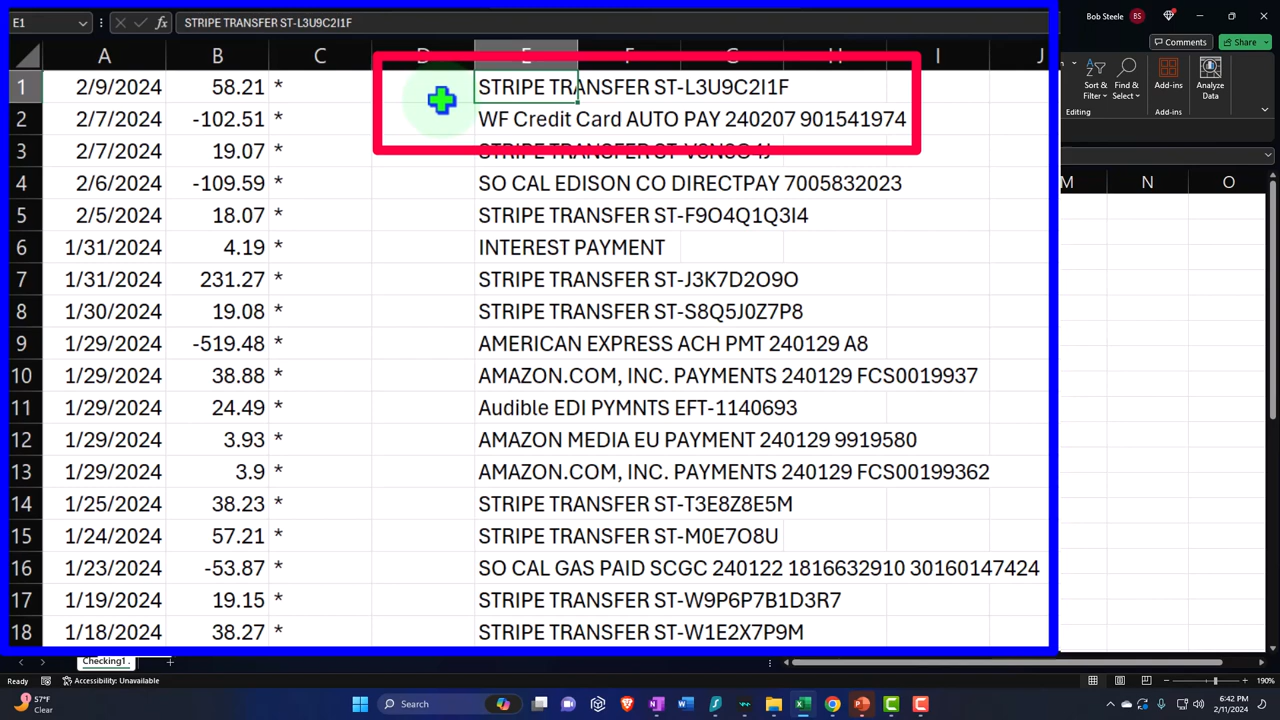 E1 fx STRIPE TRANSFER ST-L3U9C2I1F Bob Steele BS
Comments Share
A B C D E F G H I J
1 2/9/2024 58.21 * STRIPE TRANSFER ST-L3U9C2I1F
2 2/7/2024 -102.51 * WF Credit Card AUTO PAY 240207 901541974
3 2/7/2024 19.07 * STRIPE TRANSFER
4 2/6/2024 -109.59 * SO CAL EDISON CO DIRECTPAY 7005832023
5 2/5/2024 18.07 * STRIPE TRANSFER ST-F9O4Q1Q3I4
6 1/31/2024 4.19 * INTEREST PAYMENT
7 1/31/2024 231.27 * STRIPE TRANSFER ST-J3K7D2O9O
8 1/30/2024 19.08 * STRIPE TRANSFER ST-S8Q5J0Z7P8
9 1/29/2024 -519.48 * AMERICAN EXPRESS ACH PMT 240129 A8
10 1/29/2024 38.88 * AMAZON.COM, INC. PAYMENTS 240129 FCS0019937
11 1/29/2024 24.49 * Audible EDI PYMNTS EFT-1140693
12 1/29/2024 3.93 * AMAZON MEDIA EU PAYMENT 240129 9919580
13 1/29/2024 3.9 * AMAZON.COM, INC. PAYMENTS 240129 FCS00199362
14 1/25/2024 38.23 * STRIPE TRANSFER ST-T3E8Z8E5M
15 1/24/2024 57.21 * STRIPE TRANSFER ST-M0E7O8U
16 1/23/2024 -53.87 * SO CAL GAS PAID SCGC 240122 1816632910 30160147424
17 1/19/2024 19.15 * STRIPE TRANSFER ST-W9P6P7B1D3R7
18 1/18/2024 38.27 * STRIPE TRANSFER ST-W1E2X7P9M
Sort & Find & Add-ins Analyze
Filter Select Data
Editing Add-ins
M N O
Checking1
Ready Accessibility: Unavailable 190%
57°F
Clear
Search
6:42 PM
2/11/2024